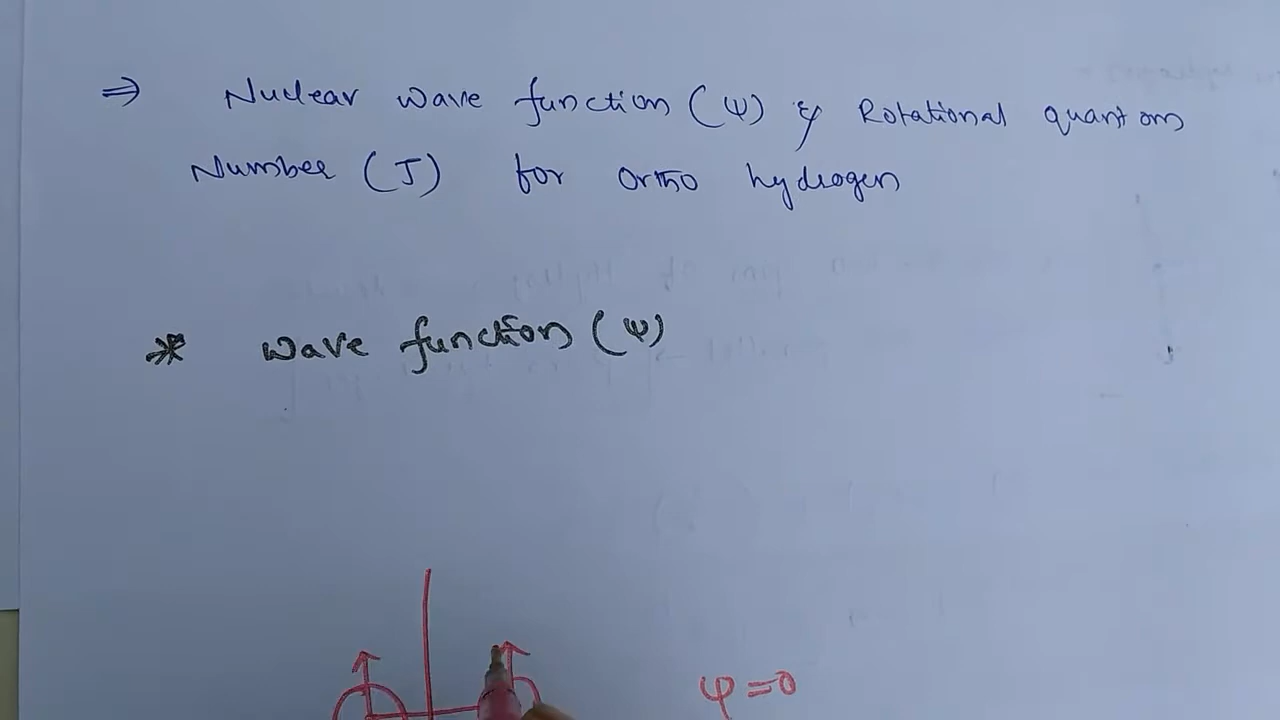 ⇒ Nuclear wave function (Ψ) & Rotational quantom
Number (J) for ortho hydrogen
* wave function (Ψ)
φ = 0